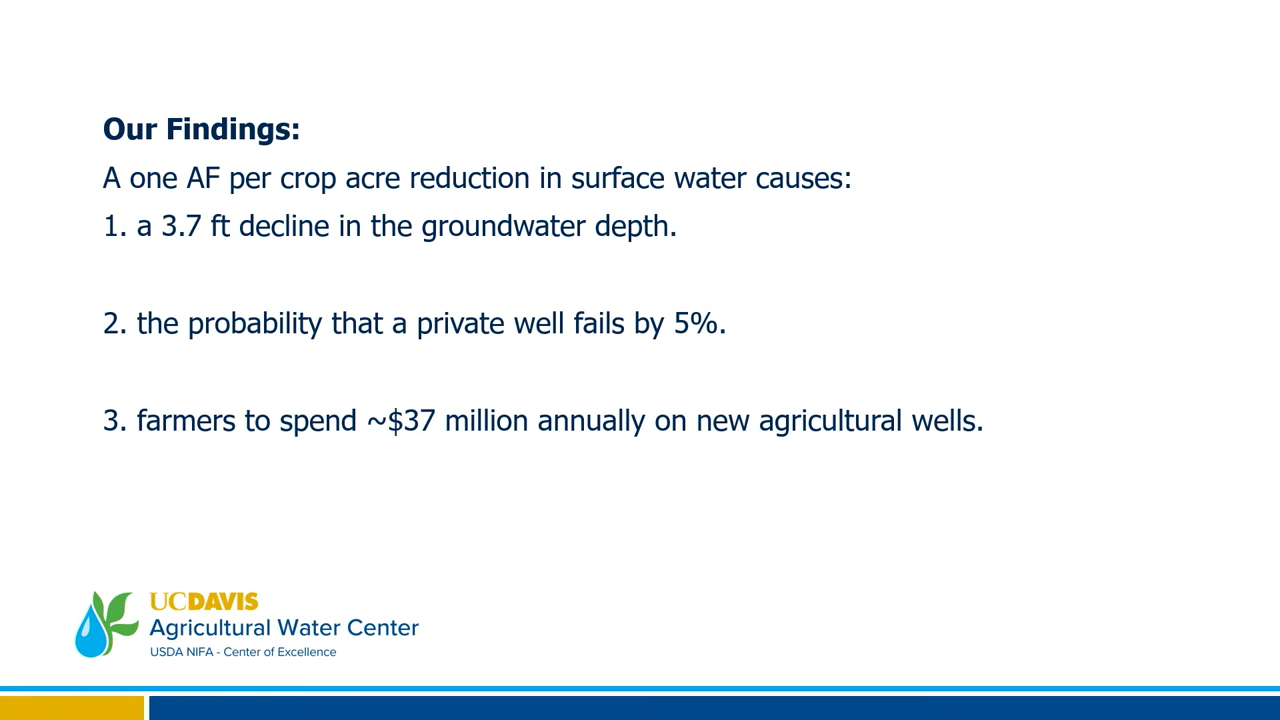 Our Findings:
A one AF per crop acre reduction in surface water causes:
1. a 3.7 ft decline in the groundwater depth.
2. the probability that a private well fails by 5%.
3. farmers to spend ~$37 million annually on new agricultural wells.
UCDAVIS
Agricultural Water Center
USDA NIFA - Center of Excellence